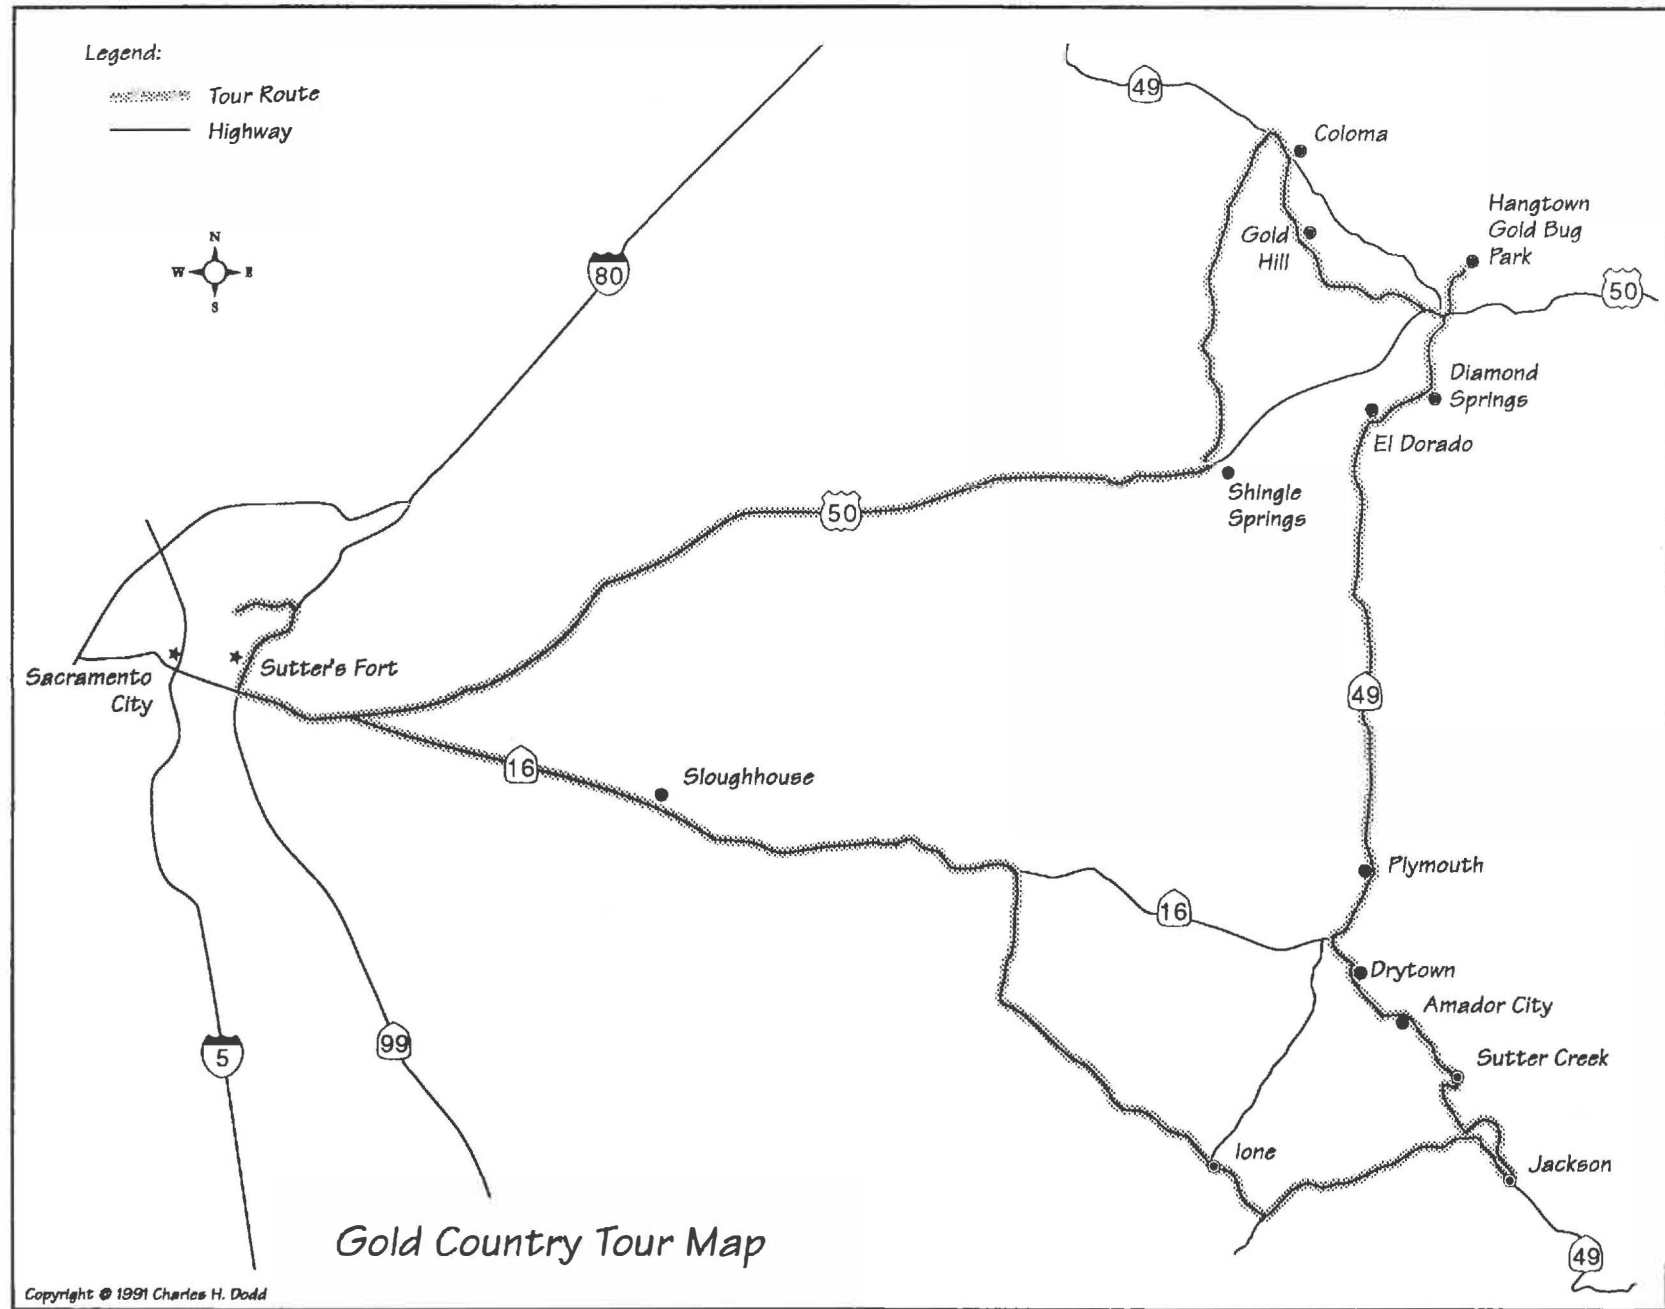 Legend:
Tour Route
Highway
N
W
E
S
49
Coloma
Hangtown
Gold Bug
Park
Gold
Hill
80
50
Diamond
Springs
El Dorado
Shingle
Springs
50
Sacramento
City
Sutter's Fort
49
16
Sloughhouse
Plymouth
16
Drytown
Amador City
5
99
Sutter Creek
Ione
Jackson
49
Gold Country Tour Map
Copyright © 1991 Charles H. Dodd